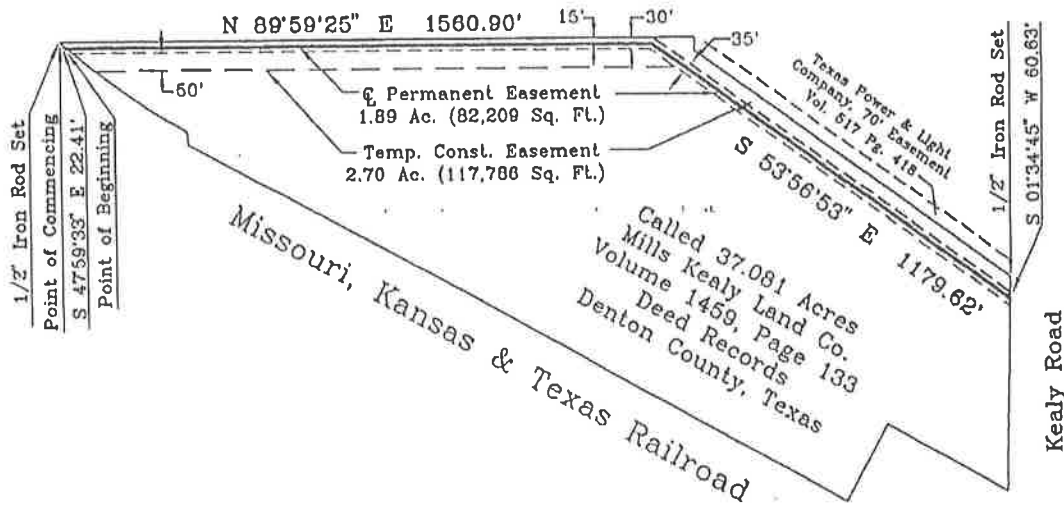 N 89°59'25" E 1560.90'
15'
30'
35'
60'
℄ Permanent Easement
1.89 Ac. (82,209 Sq. Ft.)
Temp. Const. Easement
2.70 Ac. (117,786 Sq. Ft.)
Texas Power & Light
Company, 70' Easement
Vol. 517 Pg. 418
S 53°56'53" E 1179.62'
1/2" Iron Rod Set
S 01°34'45" W 60.63'
Kealy Road
1/2" Iron Rod Set
Point of Commencing
S 47°59'33" E 22.41'
Point of Beginning
Missouri, Kansas & Texas Railroad
Called 37.081 Acres
Mills Kealy Land Co.
Volume 1459, Page 133
Deed Records
Denton County, Texas